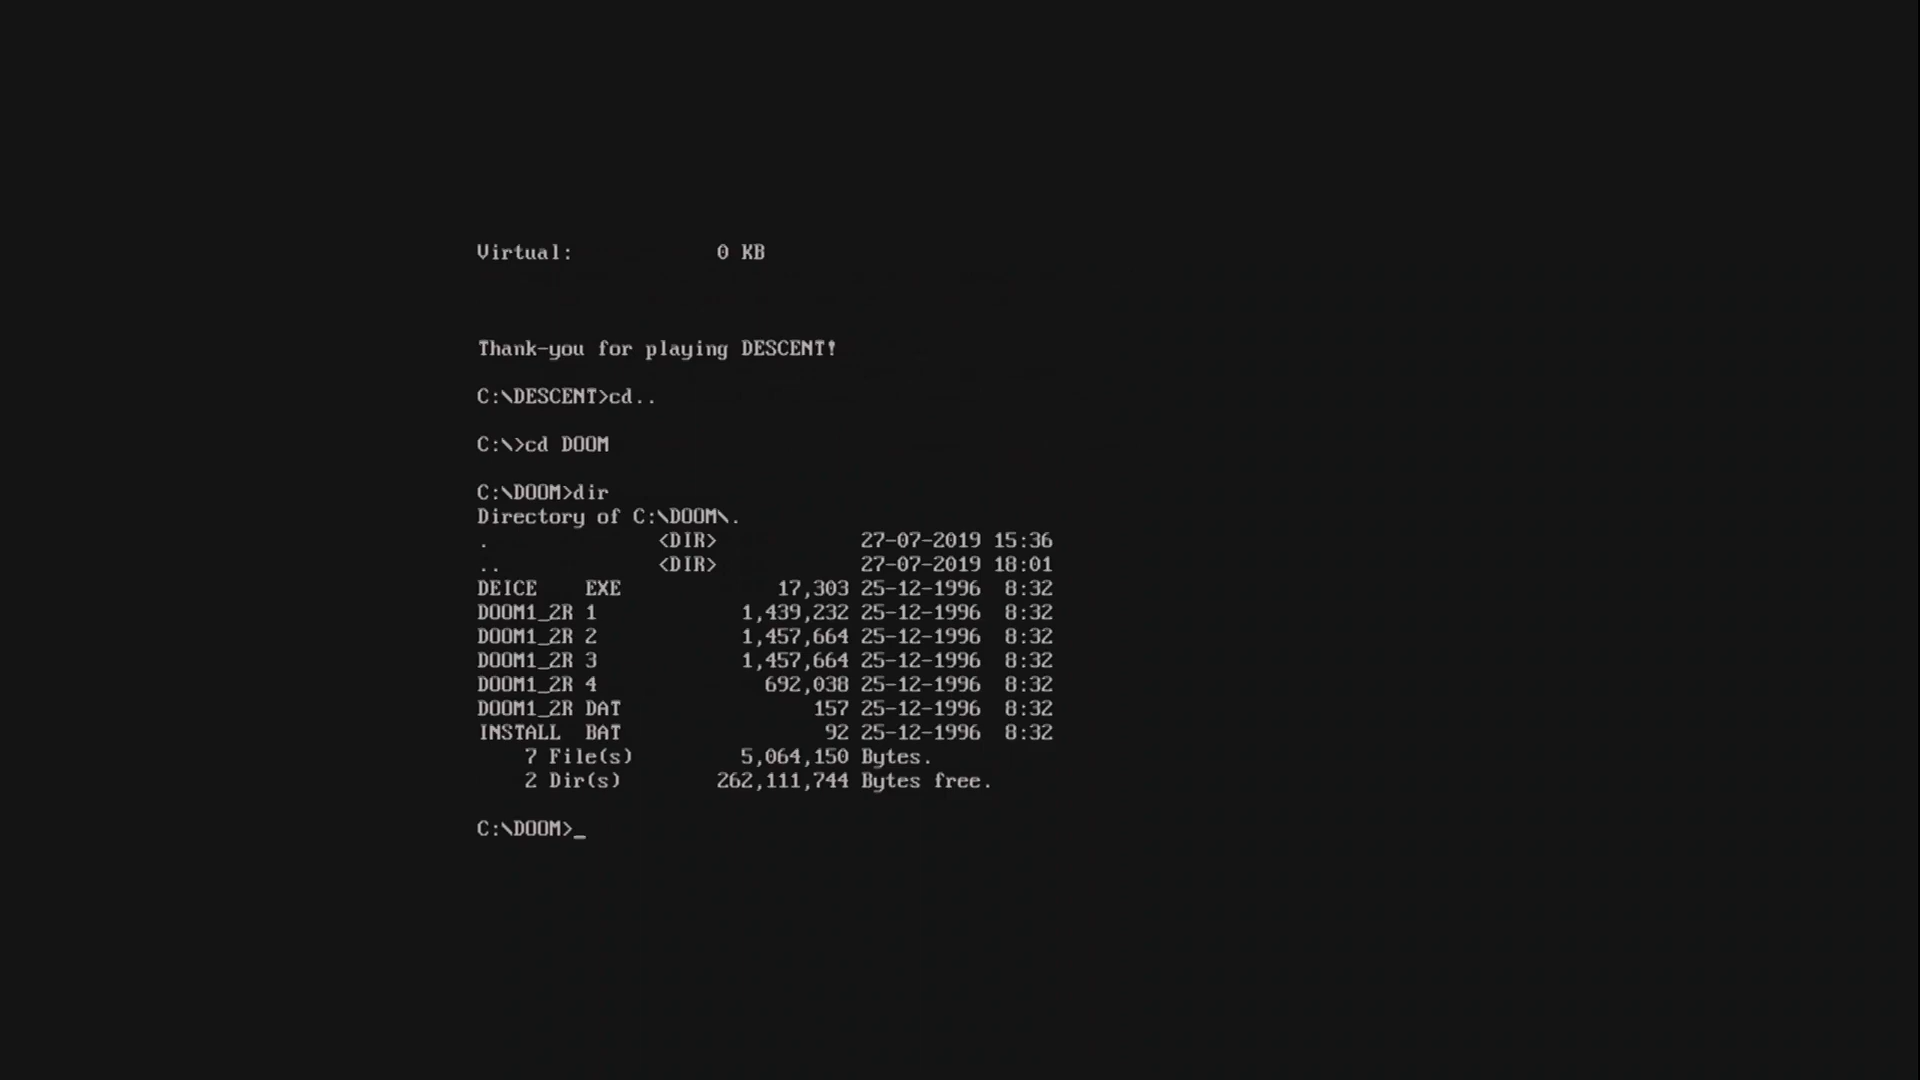 Virtual: 0 KB
Thank-you for playing DESCENT!
C:\DESCENT>cd..
C:\>cd DOOM
C:\DOOM>dir
Directory of C:\DOOM\.
. <DIR> 27-07-2019 15:36
.. <DIR> 27-07-2019 18:01
DEICE EXE 17,303 25-12-1996 8:32
DOOM1_2R 1 1,439,232 25-12-1996 8:32
DOOM1_2R 2 1,457,664 25-12-1996 8:32
DOOM1_2R 3 1,457,664 25-12-1996 8:32
DOOM1_2R 4 692,038 25-12-1996 8:32
DOOM1_2R DAT 157 25-12-1996 8:32
INSTALL BAT 92 25-12-1996 8:32
7 File(s) 5,064,150 Bytes.
2 Dir(s) 262,111,744 Bytes free.
C:\DOOM>_